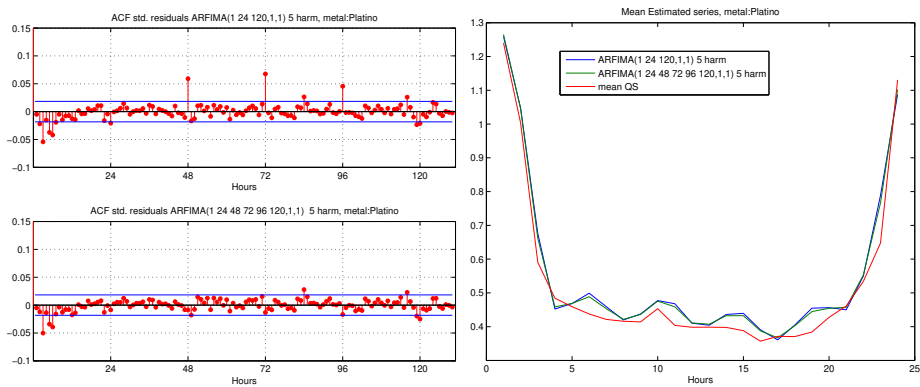 ACF std. residuals ARFIMA(1 24 120,1,1) 5 harm, metal:Platino
0.15
0.1
0.05
0
−0.05
−0.1
24 48 72 96 120
Hours
ACF std. residuals ARFIMA(1 24 48 72 96 120,1,1)  5 harm, metal:Platino
0.15
0.1
0.05
0
−0.05
−0.1
24 48 72 96 120
Hours
Mean Estimated series, metal:Platino
1.3
1.2
1.1
1
0.9
0.8
0.7
0.6
0.5
0.4
0 5 10 15 20 25
Hours
ARFIMA(1 24 120,1,1) 5 harm
ARFIMA(1 24 48 72 96 120,1,1) 5 harm
mean QS